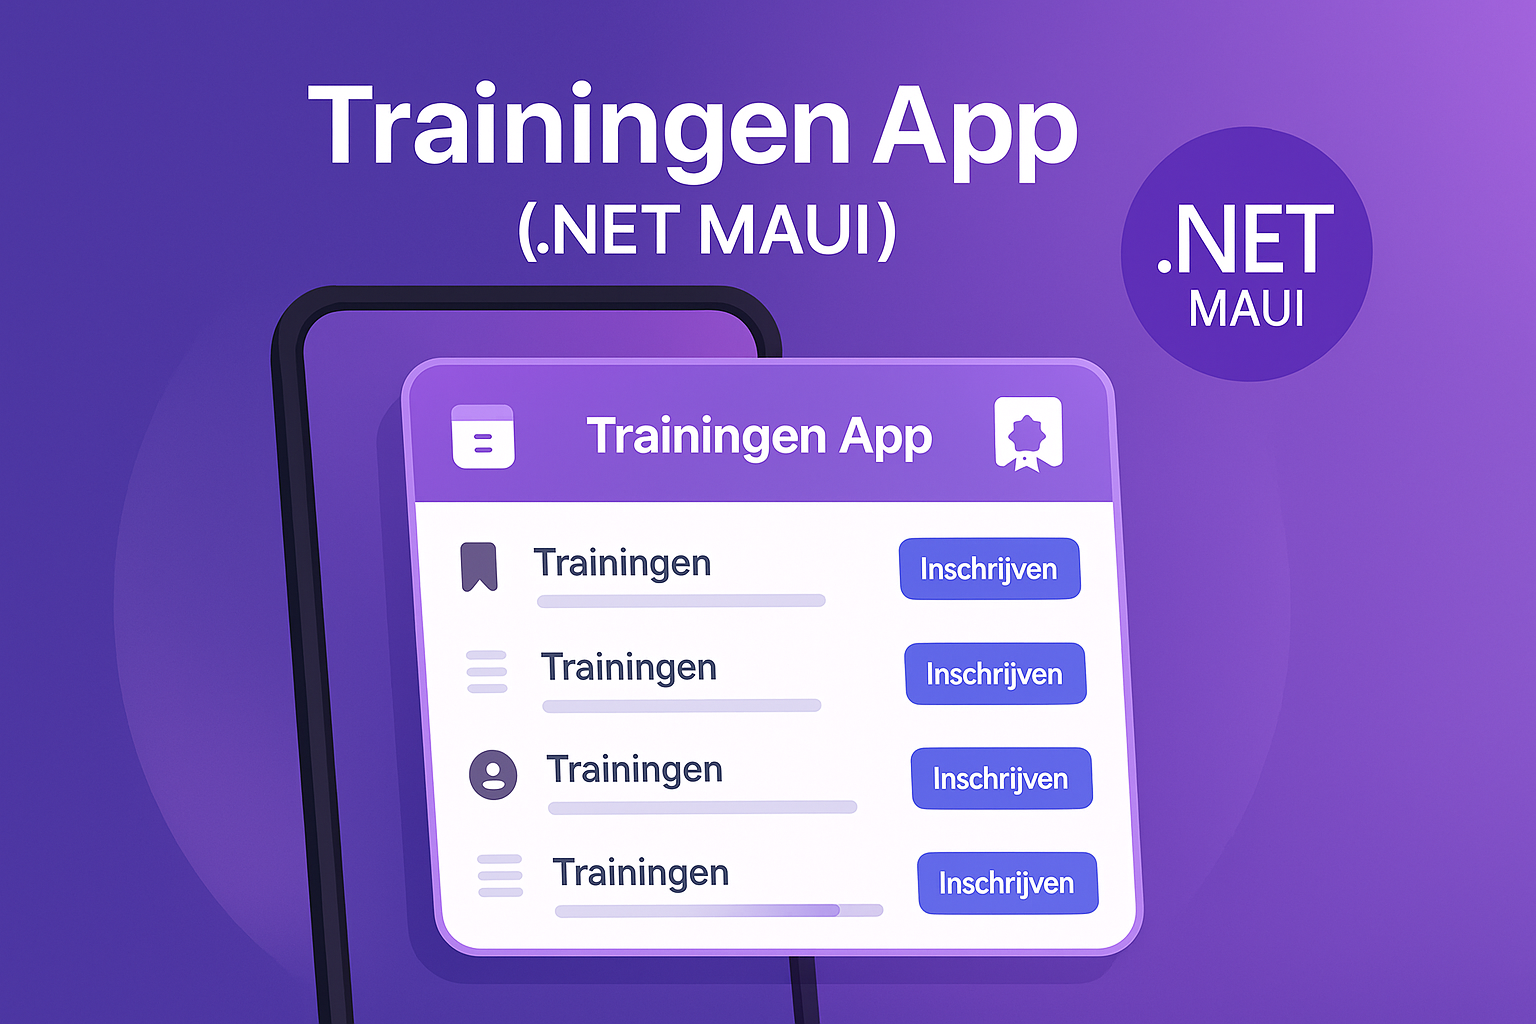 Trainingen App
(.NET MAUI)
.NET
MAUI
Trainingen App
Trainingen
Inschrijven
Trainingen
Inschrijven
Trainingen
Inschrijven
Trainingen
Inschrijven